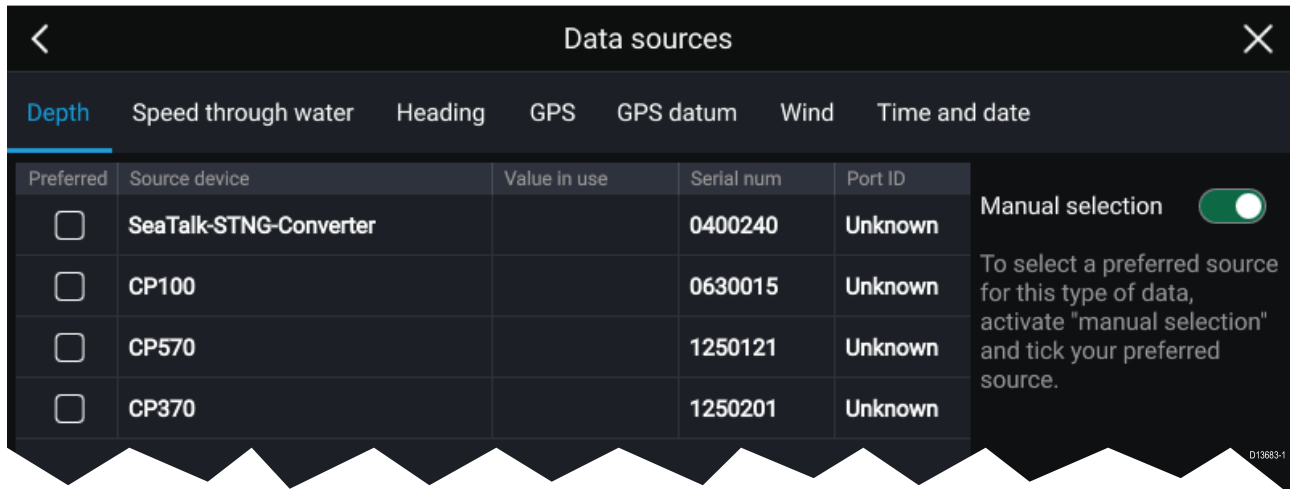 Data sources
Depth Speed through water Heading GPS GPS datum Wind Time and date
Preferred Source device Value in use Serial num Port ID
SeaTalk-STNG-Converter 0400240 Unknown
CP100 0630015 Unknown
CP570 1250121 Unknown
CP370 1250201 Unknown
Manual selection
To select a preferred source
for this type of data,
activate "manual selection"
and tick your preferred
source.
D13683-1